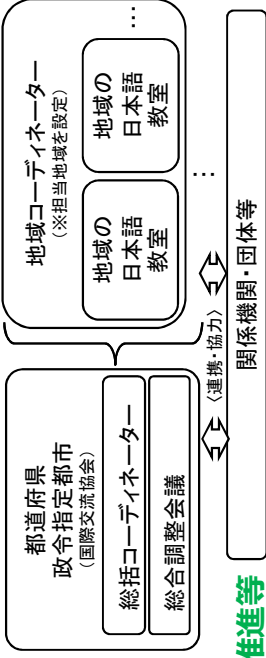 都道府県
政令指定都市
(国際交流協会)
総括コーディネーター
総合調整会議
地域コーディネーター
(※担当地域を設定)
地域の
日本語
教室
地域の
日本語
教室
…
…
〈連携・協力〉
関係機関・団体等
推進等